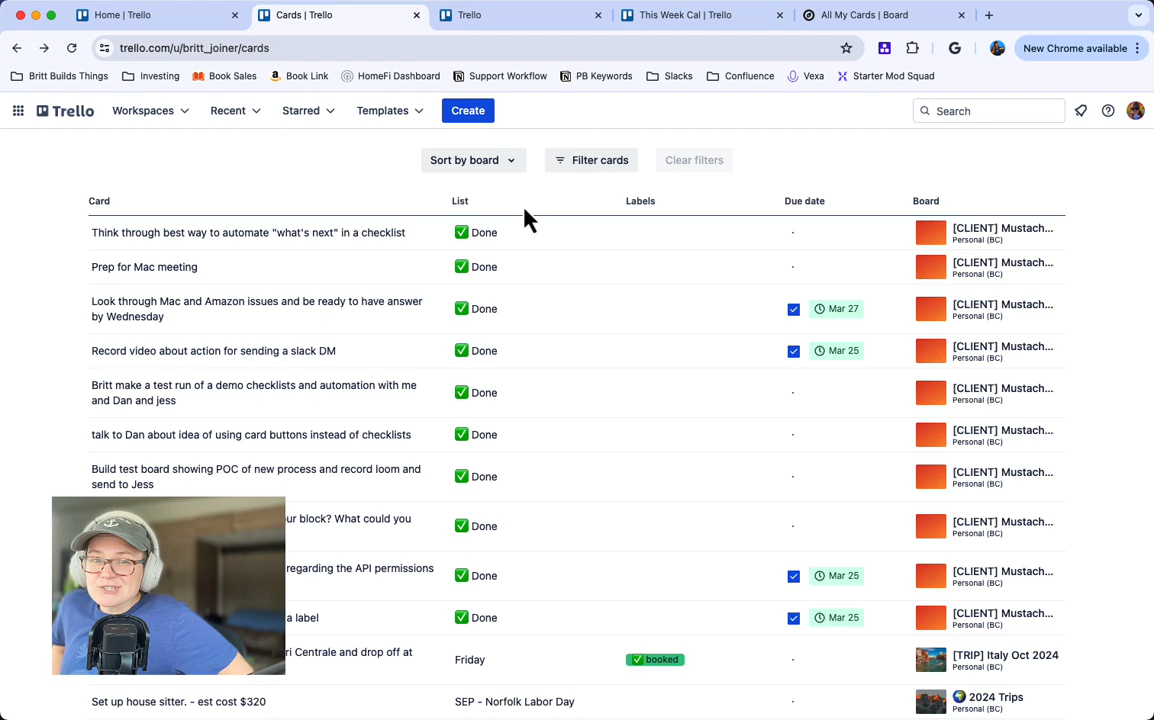 Home | Trello
Cards | Trello
Trello
This Week Cal | Trello
All My Cards | Board
trello.com/u/britt_joiner/cards
New Chrome available
Britt Builds Things
Investing
Book Sales
Book Link
HomeFi Dashboard
Support Workflow
PB Keywords
Slacks
Confluence
Vexa
Starter Mod Squad
Trello
Workspaces
Recent
Starred
Templates
Create
Search
Sort by board
Filter cards
Clear filters
Card
List
Labels
Due date
Board
Think through best way to automate "what's next" in a checklist
Done
[CLIENT] Mustach...
Personal (BC)
Prep for Mac meeting
Done
[CLIENT] Mustach...
Personal (BC)
Look through Mac and Amazon issues and be ready to have answer
by Wednesday
Done
Mar 27
[CLIENT] Mustach...
Personal (BC)
Record video about action for sending a slack DM
Done
Mar 25
[CLIENT] Mustach...
Personal (BC)
Britt make a test run of a demo checklists and automation with me
and Dan and jess
Done
[CLIENT] Mustach...
Personal (BC)
talk to Dan about idea of using card buttons instead of checklists
Done
[CLIENT] Mustach...
Personal (BC)
Build test board showing POC of new process and record loom and
send to Jess
Done
[CLIENT] Mustach...
Personal (BC)
our block? What could you
Done
[CLIENT] Mustach...
Personal (BC)
regarding the API permissions
Done
Mar 25
[CLIENT] Mustach...
Personal (BC)
a label
Done
Mar 25
[CLIENT] Mustach...
Personal (BC)
Centrale and drop off at
Friday
booked
[TRIP] Italy Oct 2024
Personal (BC)
Set up house sitter. - est cost $320
SEP - Norfolk Labor Day
2024 Trips
Personal (BC)